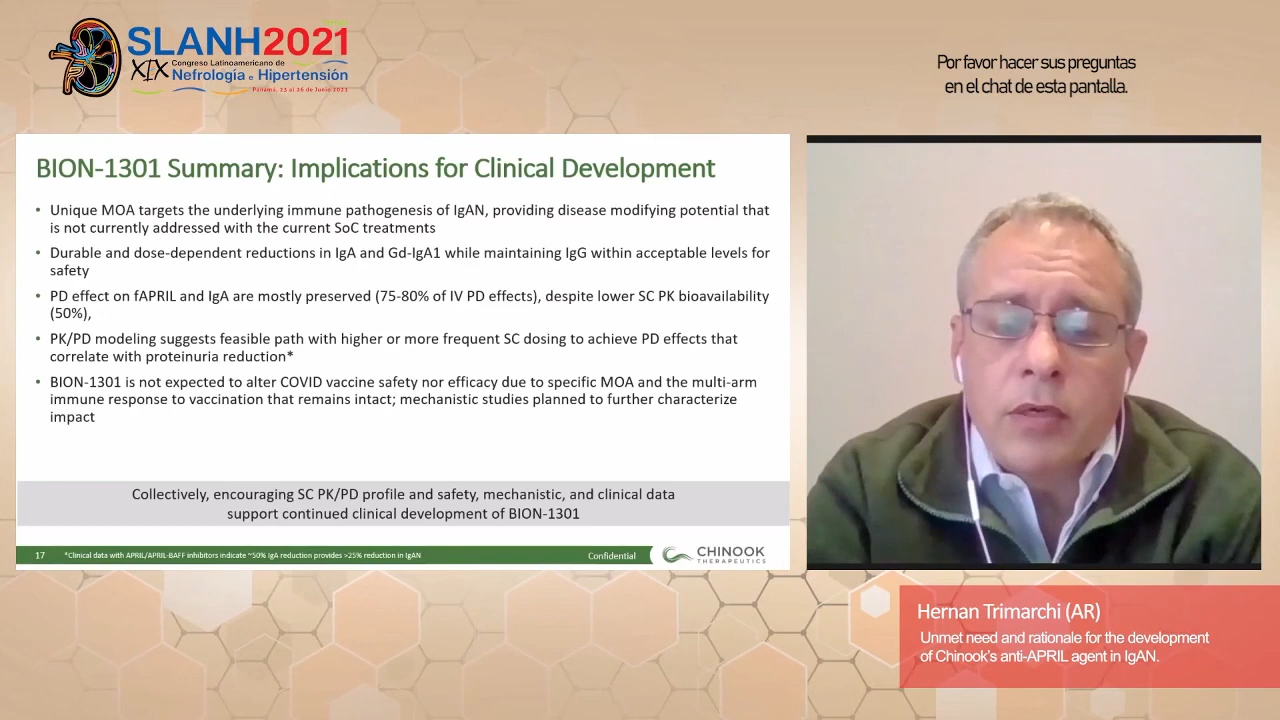 SLANH2021
XIX Congreso Latinoamericano de
Nefrología e Hipertensión
Panamá, 23 al 26 de Junio 2021
Por favor hacer sus preguntas
en el chat de esta pantalla.
BION-1301 Summary: Implications for Clinical Development
• Unique MOA targets the underlying immune pathogenesis of IgAN, providing disease modifying potential that
is not currently addressed with the current SoC treatments
• Durable and dose-dependent reductions in IgA and Gd-IgA1 while maintaining IgG within acceptable levels for
safety
• PD effect on fAPRIL and IgA are mostly preserved (75-80% of IV PD effects), despite lower SC PK bioavailability
(50%),
• PK/PD modeling suggests feasible path with higher or more frequent SC dosing to achieve PD effects that
correlate with proteinuria reduction*
• BION-1301 is not expected to alter COVID vaccine safety nor efficacy due to specific MOA and the multi-arm
immune response to vaccination that remains intact; mechanistic studies planned to further characterize
impact
Collectively, encouraging SC PK/PD profile and safety, mechanistic, and clinical data
support continued clinical development of BION-1301
17 *Clinical data with APRIL/APRIL-BAFF inhibitors indicate ~50% IgA reduction provides >25% reduction in IgAN Confidential
CHINOOK
THERAPEUTICS
Hernan Trimarchi (AR)
Unmet need and rationale for the development
of Chinook's anti-APRIL agent in IgAN.